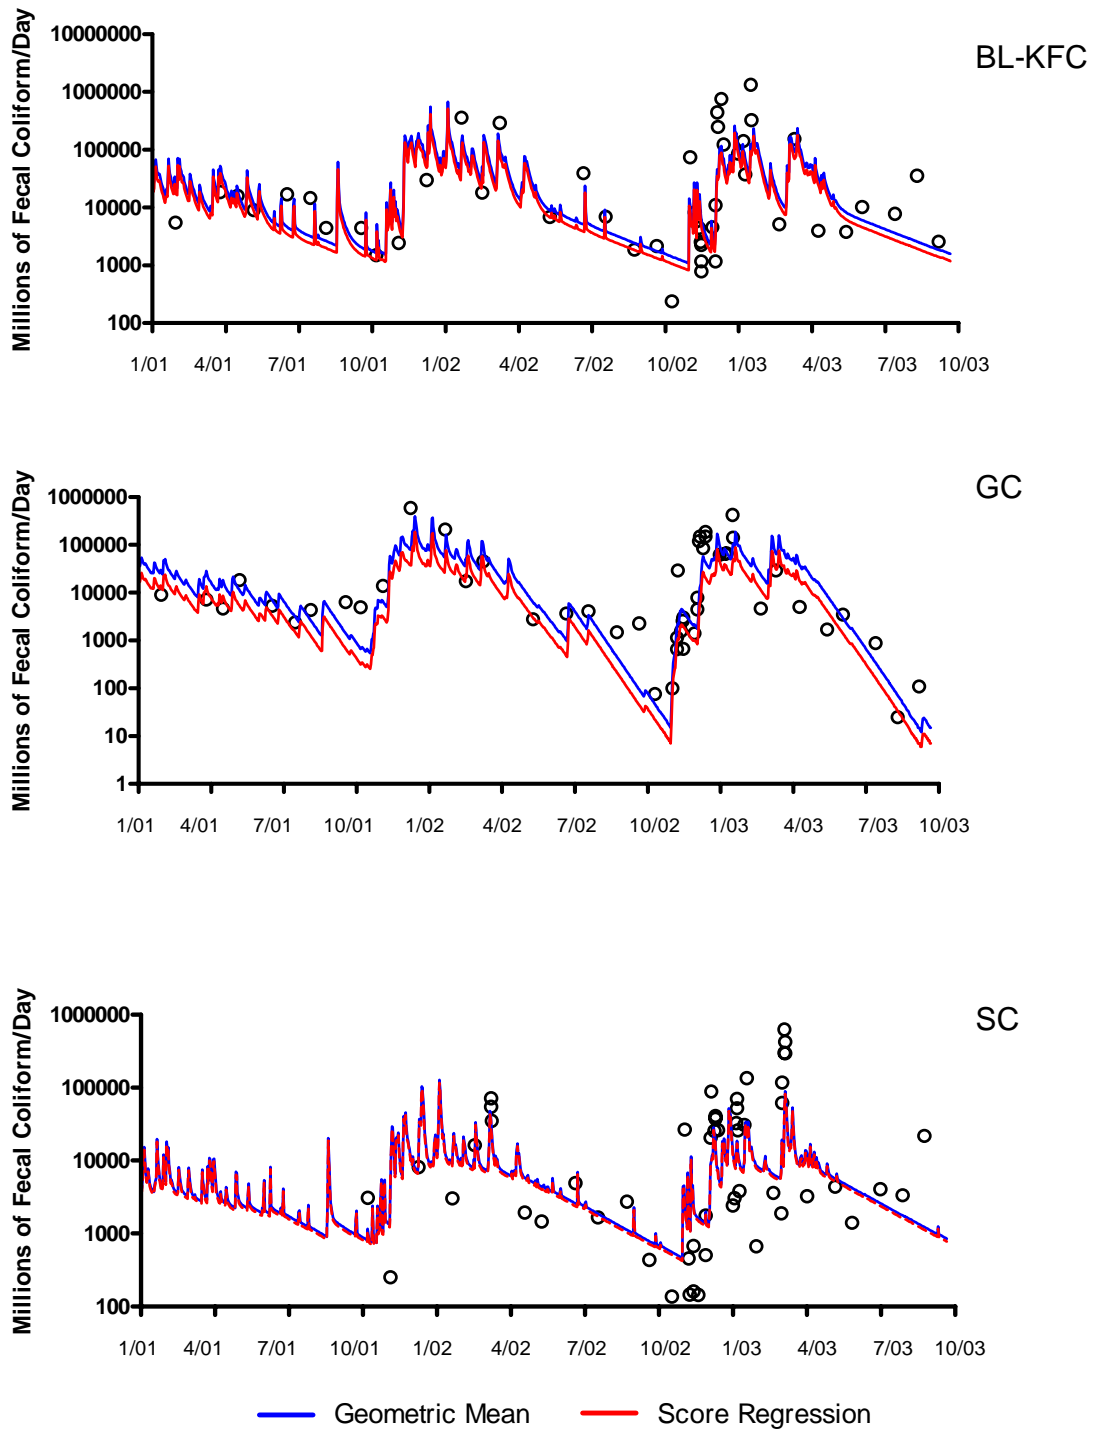 Millions of Fecal Coliform/Day
10000000
1000000
100000
10000
1000
100
BL-KFC
1/01 4/01 7/01 10/01 1/02 4/02 7/02 10/02 1/03 4/03 7/03 10/03
Millions of Fecal Coliform/Day
1000000
100000
10000
1000
100
10
1
GC
1/01 4/01 7/01 10/01 1/02 4/02 7/02 10/02 1/03 4/03 7/03 10/03
Millions of Fecal Coliform/Day
1000000
100000
10000
1000
100
SC
1/01 4/01 7/01 10/01 1/02 4/02 7/02 10/02 1/03 4/03 7/03 10/03
Geometric Mean Score Regression